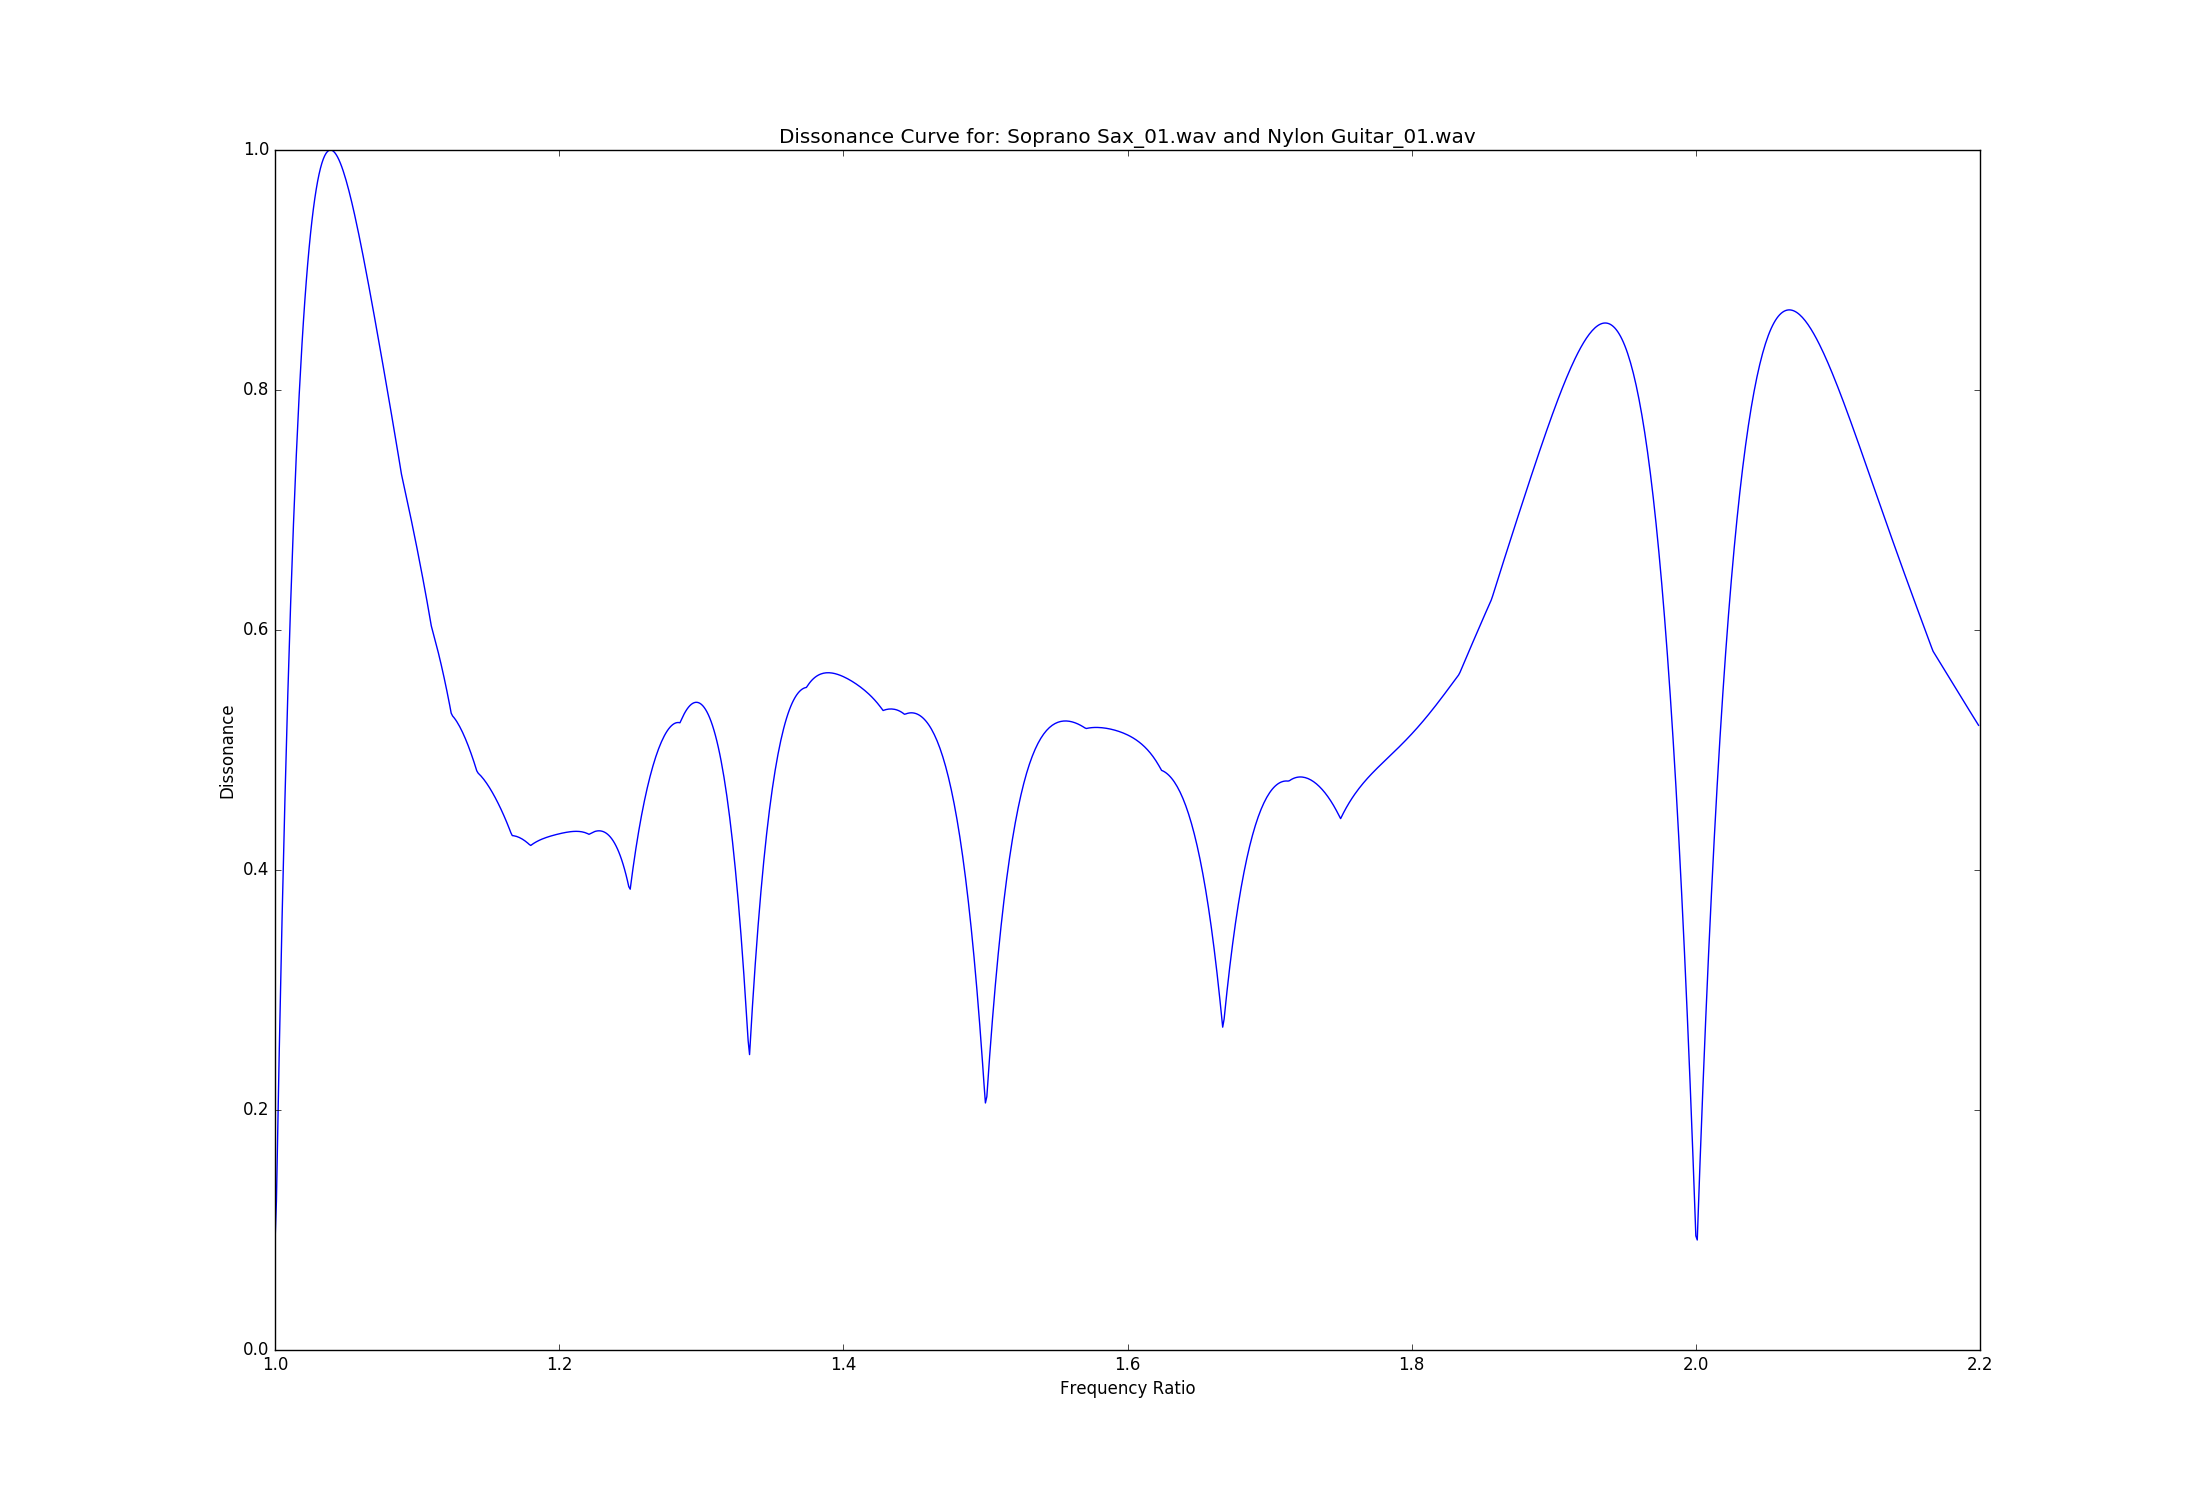 Dissonance Curve for: Soprano Sax_01.wav and Nylon Guitar_01.wav
1.0
0.8
0.6
0.4
0.2
0.0
Dissonance
1.0 1.2 1.4 1.6 1.8 2.0 2.2
Frequency Ratio